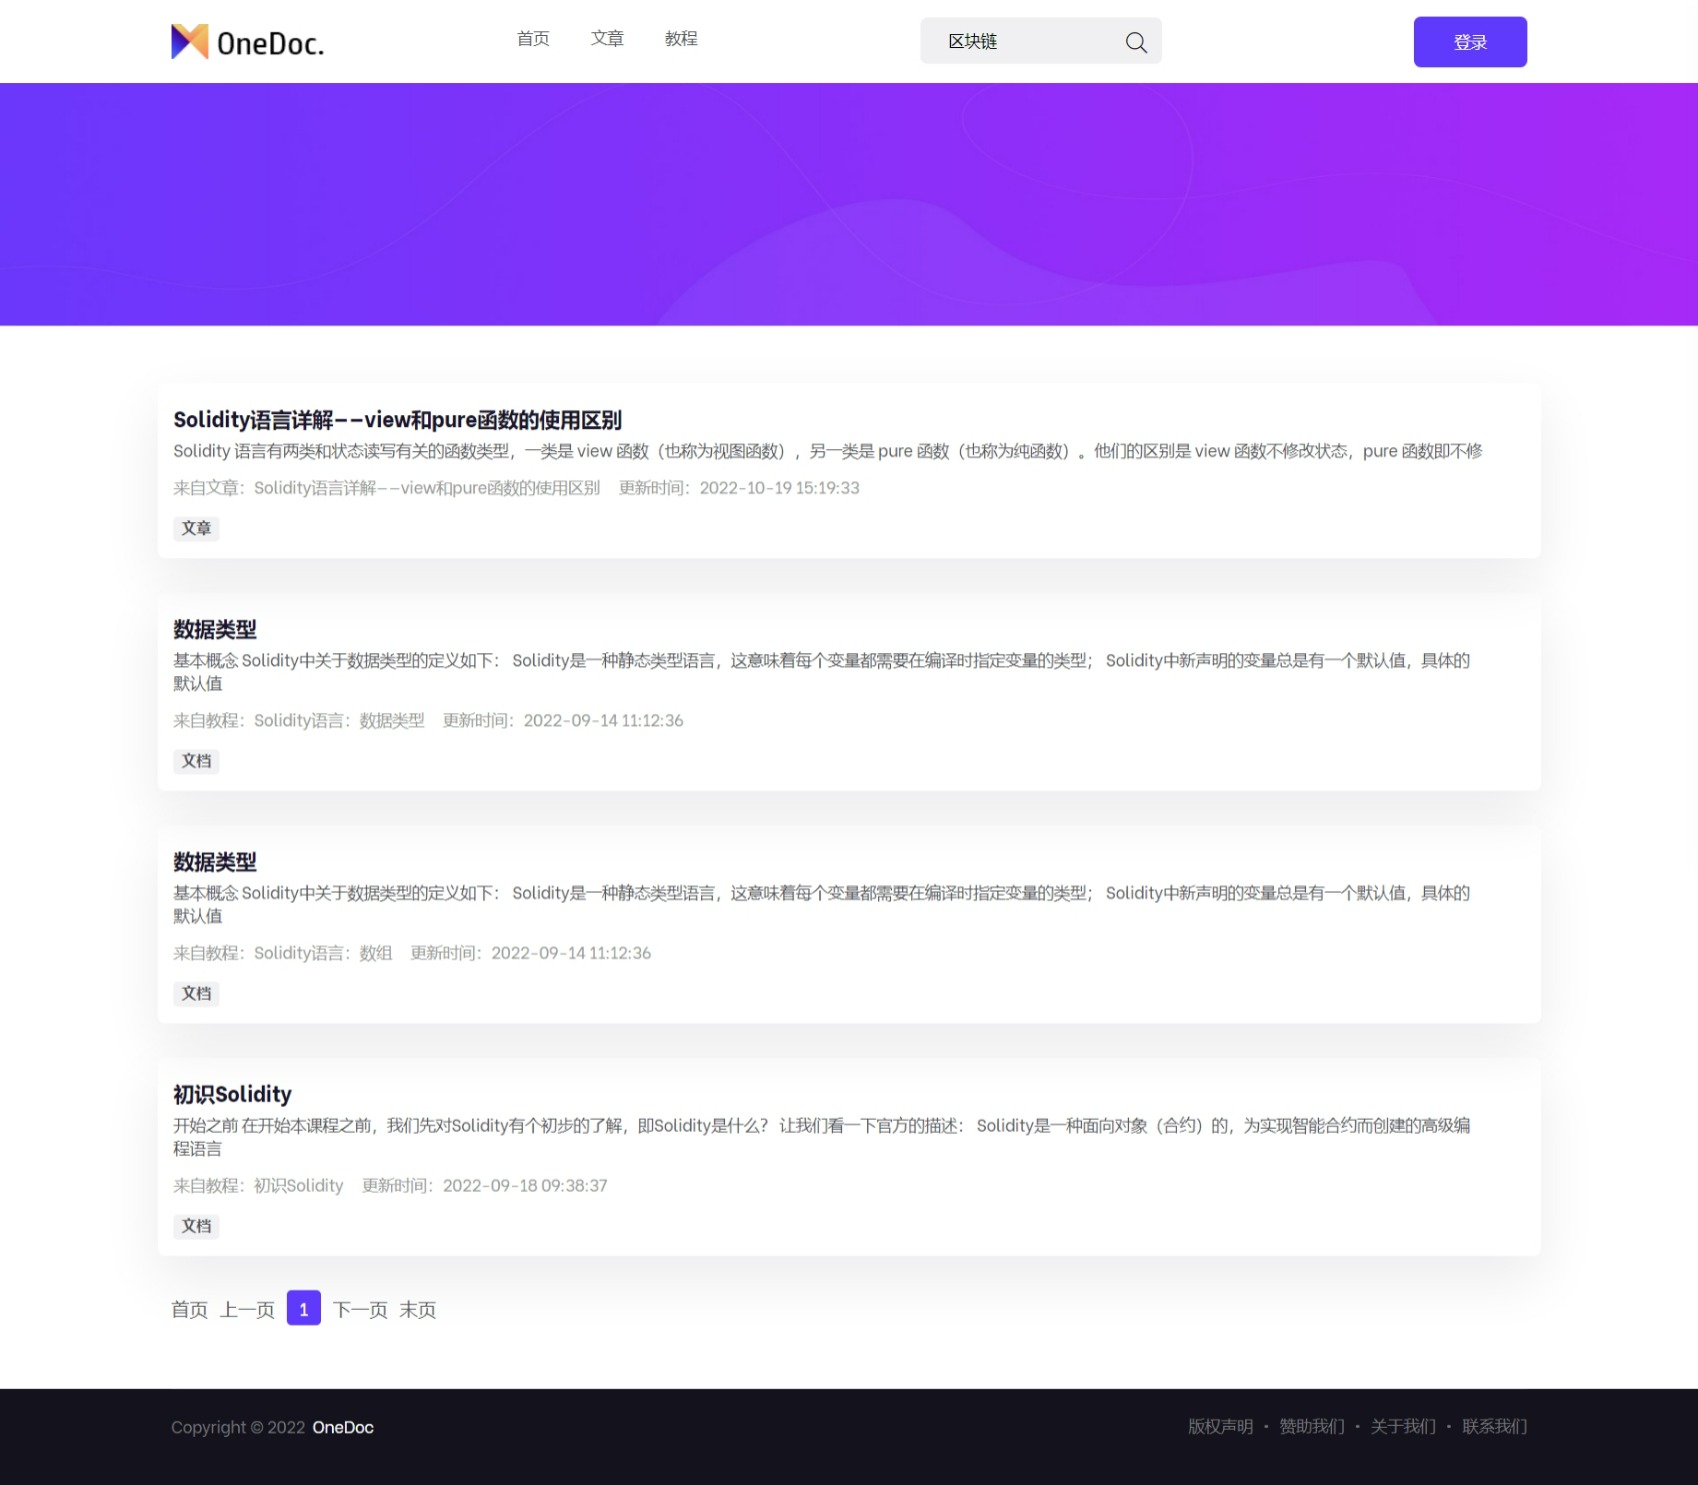 OneDoc.
首页 文章 教程
区块链
登录
Solidity语言详解——view和pure函数的使用区别
Solidity 语言有两类和状态读写有关的函数类型，一类是 view 函数（也称为视图函数），另一类是 pure 函数（也称为纯函数）。他们的区别是 view 函数不修改状态，pure 函数即不修
来自文章：Solidity语言详解——view和pure函数的使用区别 更新时间：2022-10-19 15:19:33
文章
数据类型
基本概念 Solidity中关于数据类型的定义如下： Solidity是一种静态类型语言，这意味着每个变量都需要在编译时指定变量的类型； Solidity中新声明的变量总是有一个默认值，具体的
默认值
来自教程：Solidity语言：数据类型 更新时间：2022-09-14 11:12:36
文档
数据类型
基本概念 Solidity中关于数据类型的定义如下： Solidity是一种静态类型语言，这意味着每个变量都需要在编译时指定变量的类型； Solidity中新声明的变量总是有一个默认值，具体的
默认值
来自教程：Solidity语言：数组 更新时间：2022-09-14 11:12:36
文档
初识Solidity
开始之前 在开始本课程之前，我们先对Solidity有个初步的了解，即Solidity是什么？ 让我们看一下官方的描述： Solidity是一种面向对象（合约）的，为实现智能合约而创建的高级编
程语言
来自教程：初识Solidity 更新时间：2022-09-18 09:38:37
文档
首页 上一页 1 下一页 末页
Copyright © 2022 OneDoc
版权声明 · 赞助我们 · 关于我们 · 联系我们